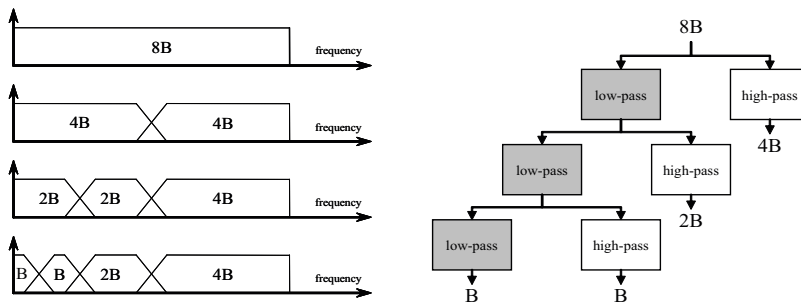 8B
frequency
4B
4B
frequency
2B
2B
4B
frequency
B
B
2B
4B
frequency
8B
low-pass
high-pass
4B
low-pass
high-pass
2B
low-pass
high-pass
B
B